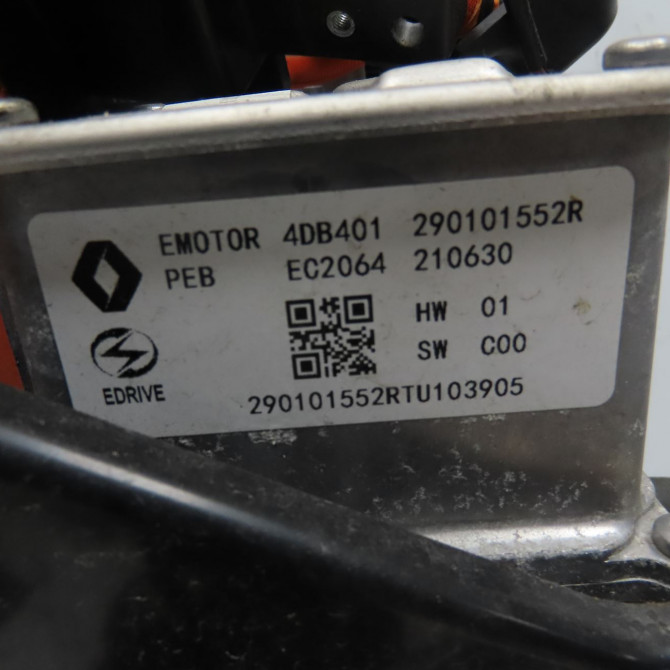 EMOTOR 4DB401 290101552R
PEB EC2064 210630
HW 01
SW C00
EDRIVE
290101552RTU103905